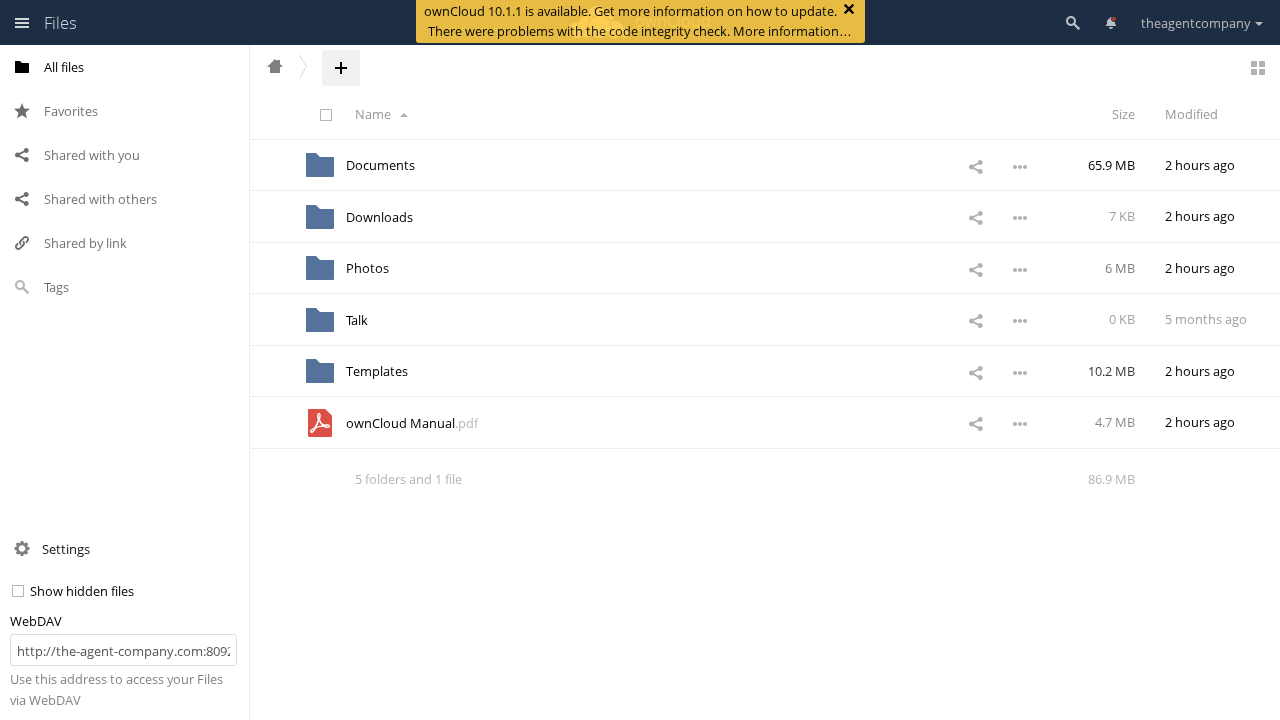 Files
ownCloud 10.1.1 is available. Get more information on how to update.
There were problems with the code integrity check. More information…
theagentcompany
All files
Favorites
Shared with you
Shared with others
Shared by link
Tags
Name
Size
Modified
Documents
65.9 MB
2 hours ago
Downloads
7 KB
2 hours ago
Photos
6 MB
2 hours ago
Talk
0 KB
5 months ago
Templates
10.2 MB
2 hours ago
ownCloud Manual.pdf
4.7 MB
2 hours ago
5 folders and 1 file
86.9 MB
Settings
Show hidden files
WebDAV
http://the-agent-company.com:8092
Use this address to access your Files
via WebDAV